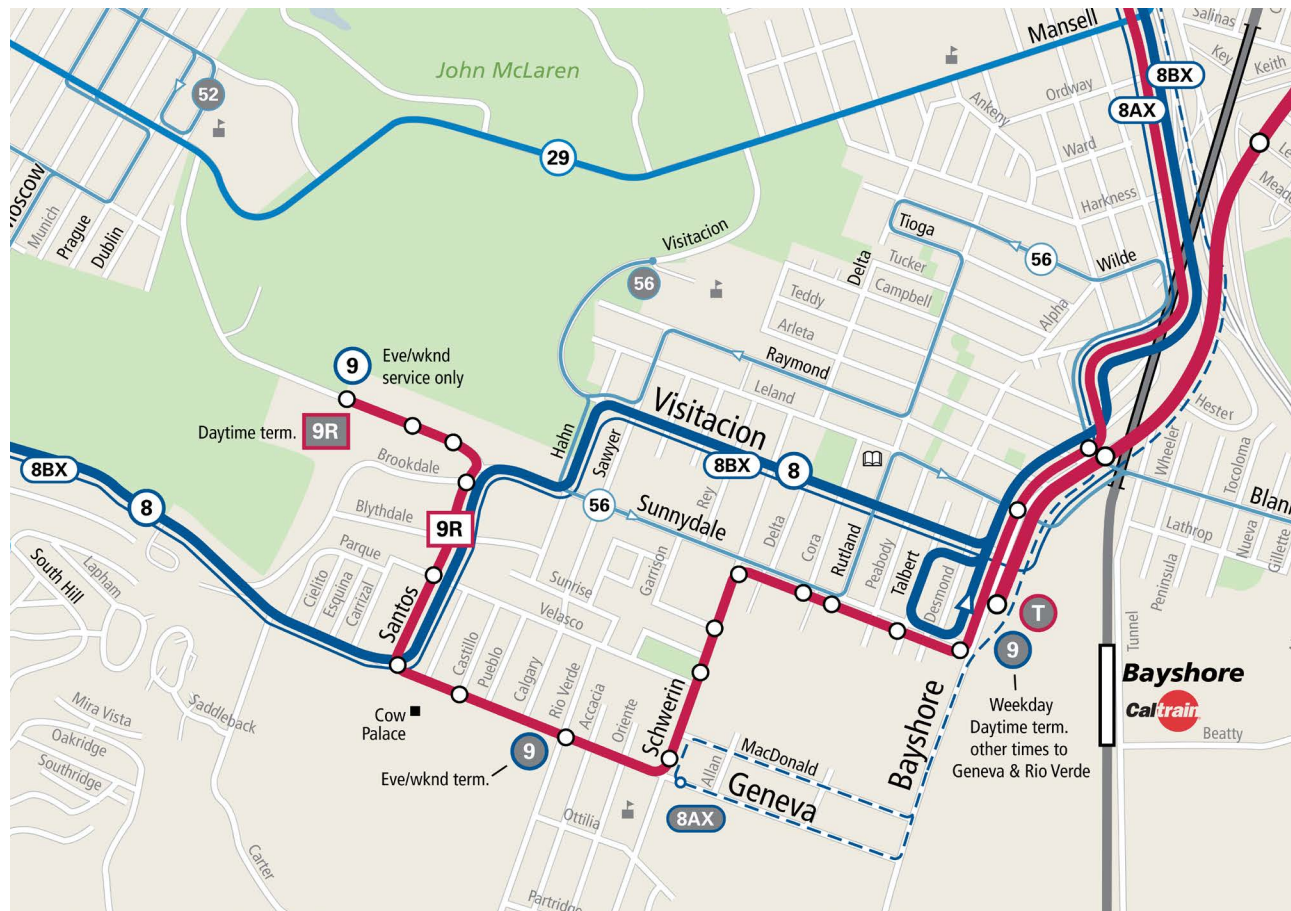 Mansell
Salinas
Key
Keith
John McLaren
52
8BX
Ordway
8AX
Ankeny
29
Ward
Moscow
Munich
Prague
Dublin
Harkness
Visitacion
Tioga
56
Wilde
Delta
Tucker
56
Campbell
Teddy
Alpha
Arleta
Raymond
9
Eve/wknd
service only
Leland
Visitacion
Hester
Daytime term.
9R
Hahn
Sawyer
Wheeler
Tocoloma
Brookdale
8BX
8
8BX
8
Rey
56
Sunnydale
Blythdale
9R
Lathrop
Nueva
Gillette
Parque
South Hill
Lapham
Cielito
Esquina
Carrizal
Santos
Sunrise
Garrison
Delta
Cora
Rutland
Peabody
Talbert
Desmond
Peninsula
Velasco
T
9
Tunnel
Castillo
Pueblo
Calgary
Rio Verde
Accacia
Oriente
Schwerin
Bayshore
Bayshore
Caltrain
Weekday
Daytime term.
other times to
Geneva & Rio Verde
Mira Vista
Saddleback
Cow
Palace
Oakridge
Southridge
Beatty
9
Eve/wknd term.
Allan
MacDonald
Geneva
8AX
Ottilia
Carter
Partridge